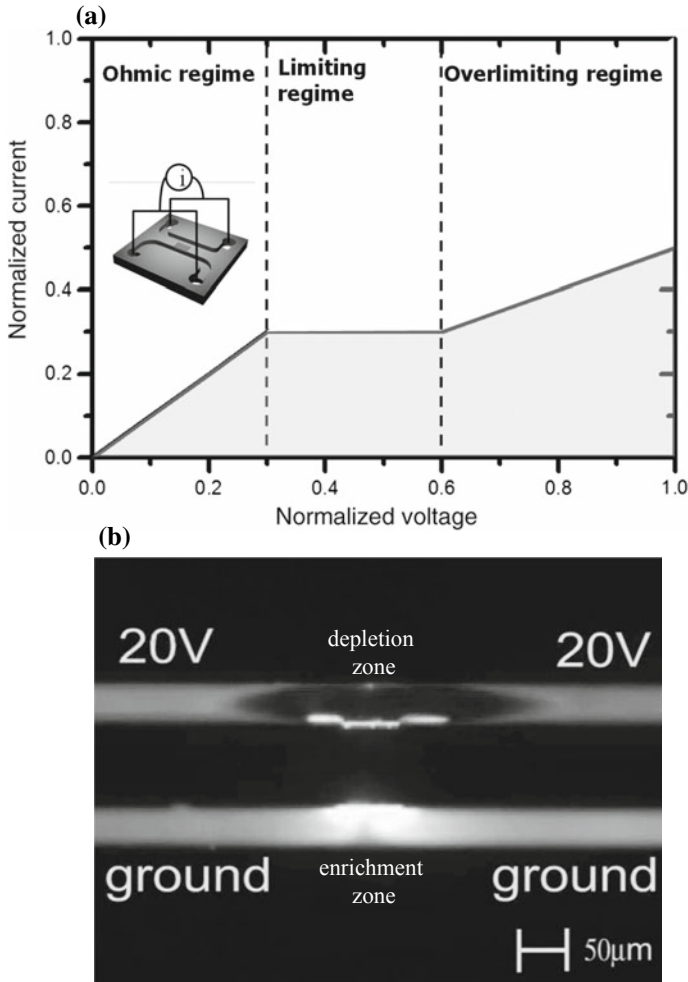 (a)
1.0
0.8
0.6
0.4
0.2
0.0
Normalized current
Ohmic regime
Limiting
regime
Overlimiting regime
i
0.0 0.2 0.4 0.6 0.8 1.0
Normalized voltage
(b)
20V
depletion
zone
20V
ground
enrichment
zone
ground
50μm